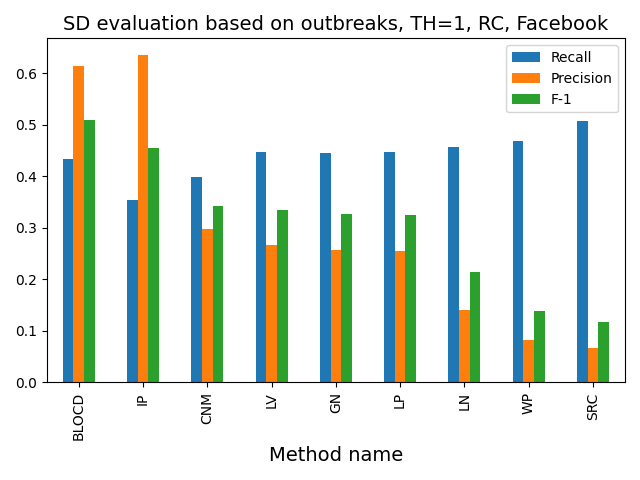 SD evaluation based on outbreaks, TH=1, RC, Facebook
Recall
Precision
F-1
0.6
0.5
0.4
0.3
0.2
0.1
0.0
BLOCD
IP
CNM
LV
GN
LP
LN
WP
SRC
Method name